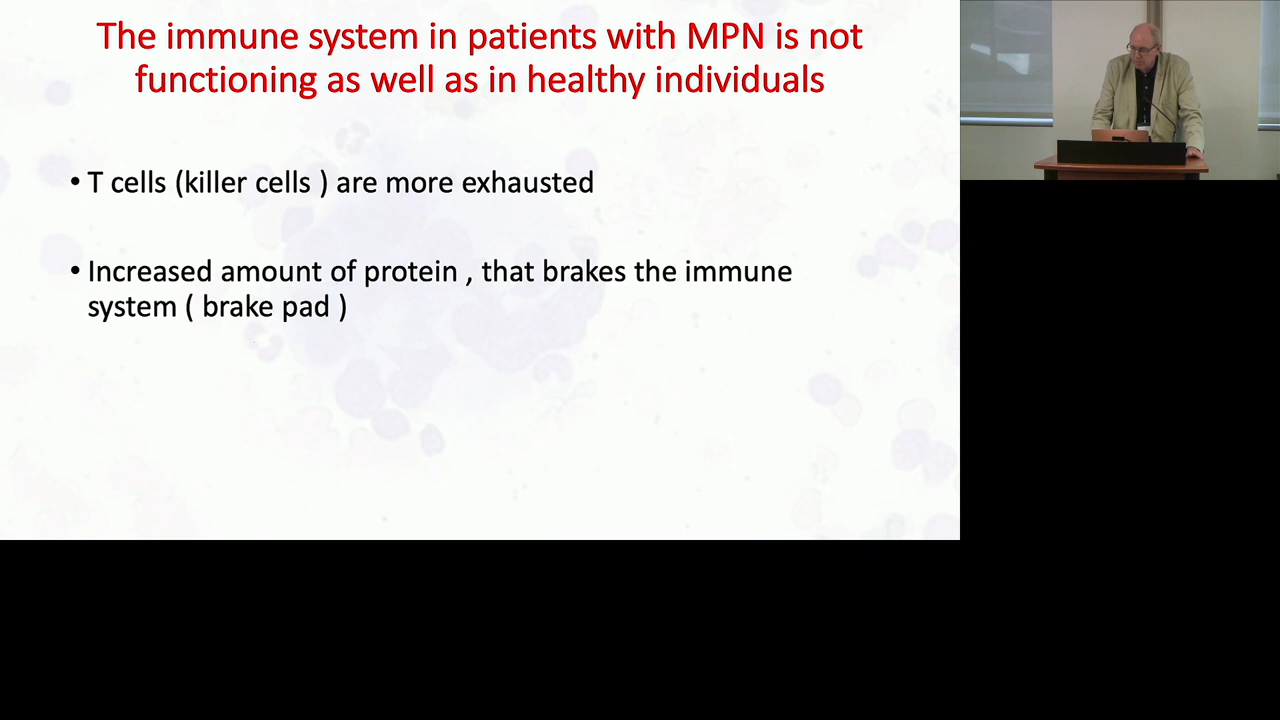 The immune system in patients with MPN is not
functioning as well as in healthy individuals
• T cells (killer cells ) are more exhausted
• Increased amount of protein , that brakes the immune
system ( brake pad )